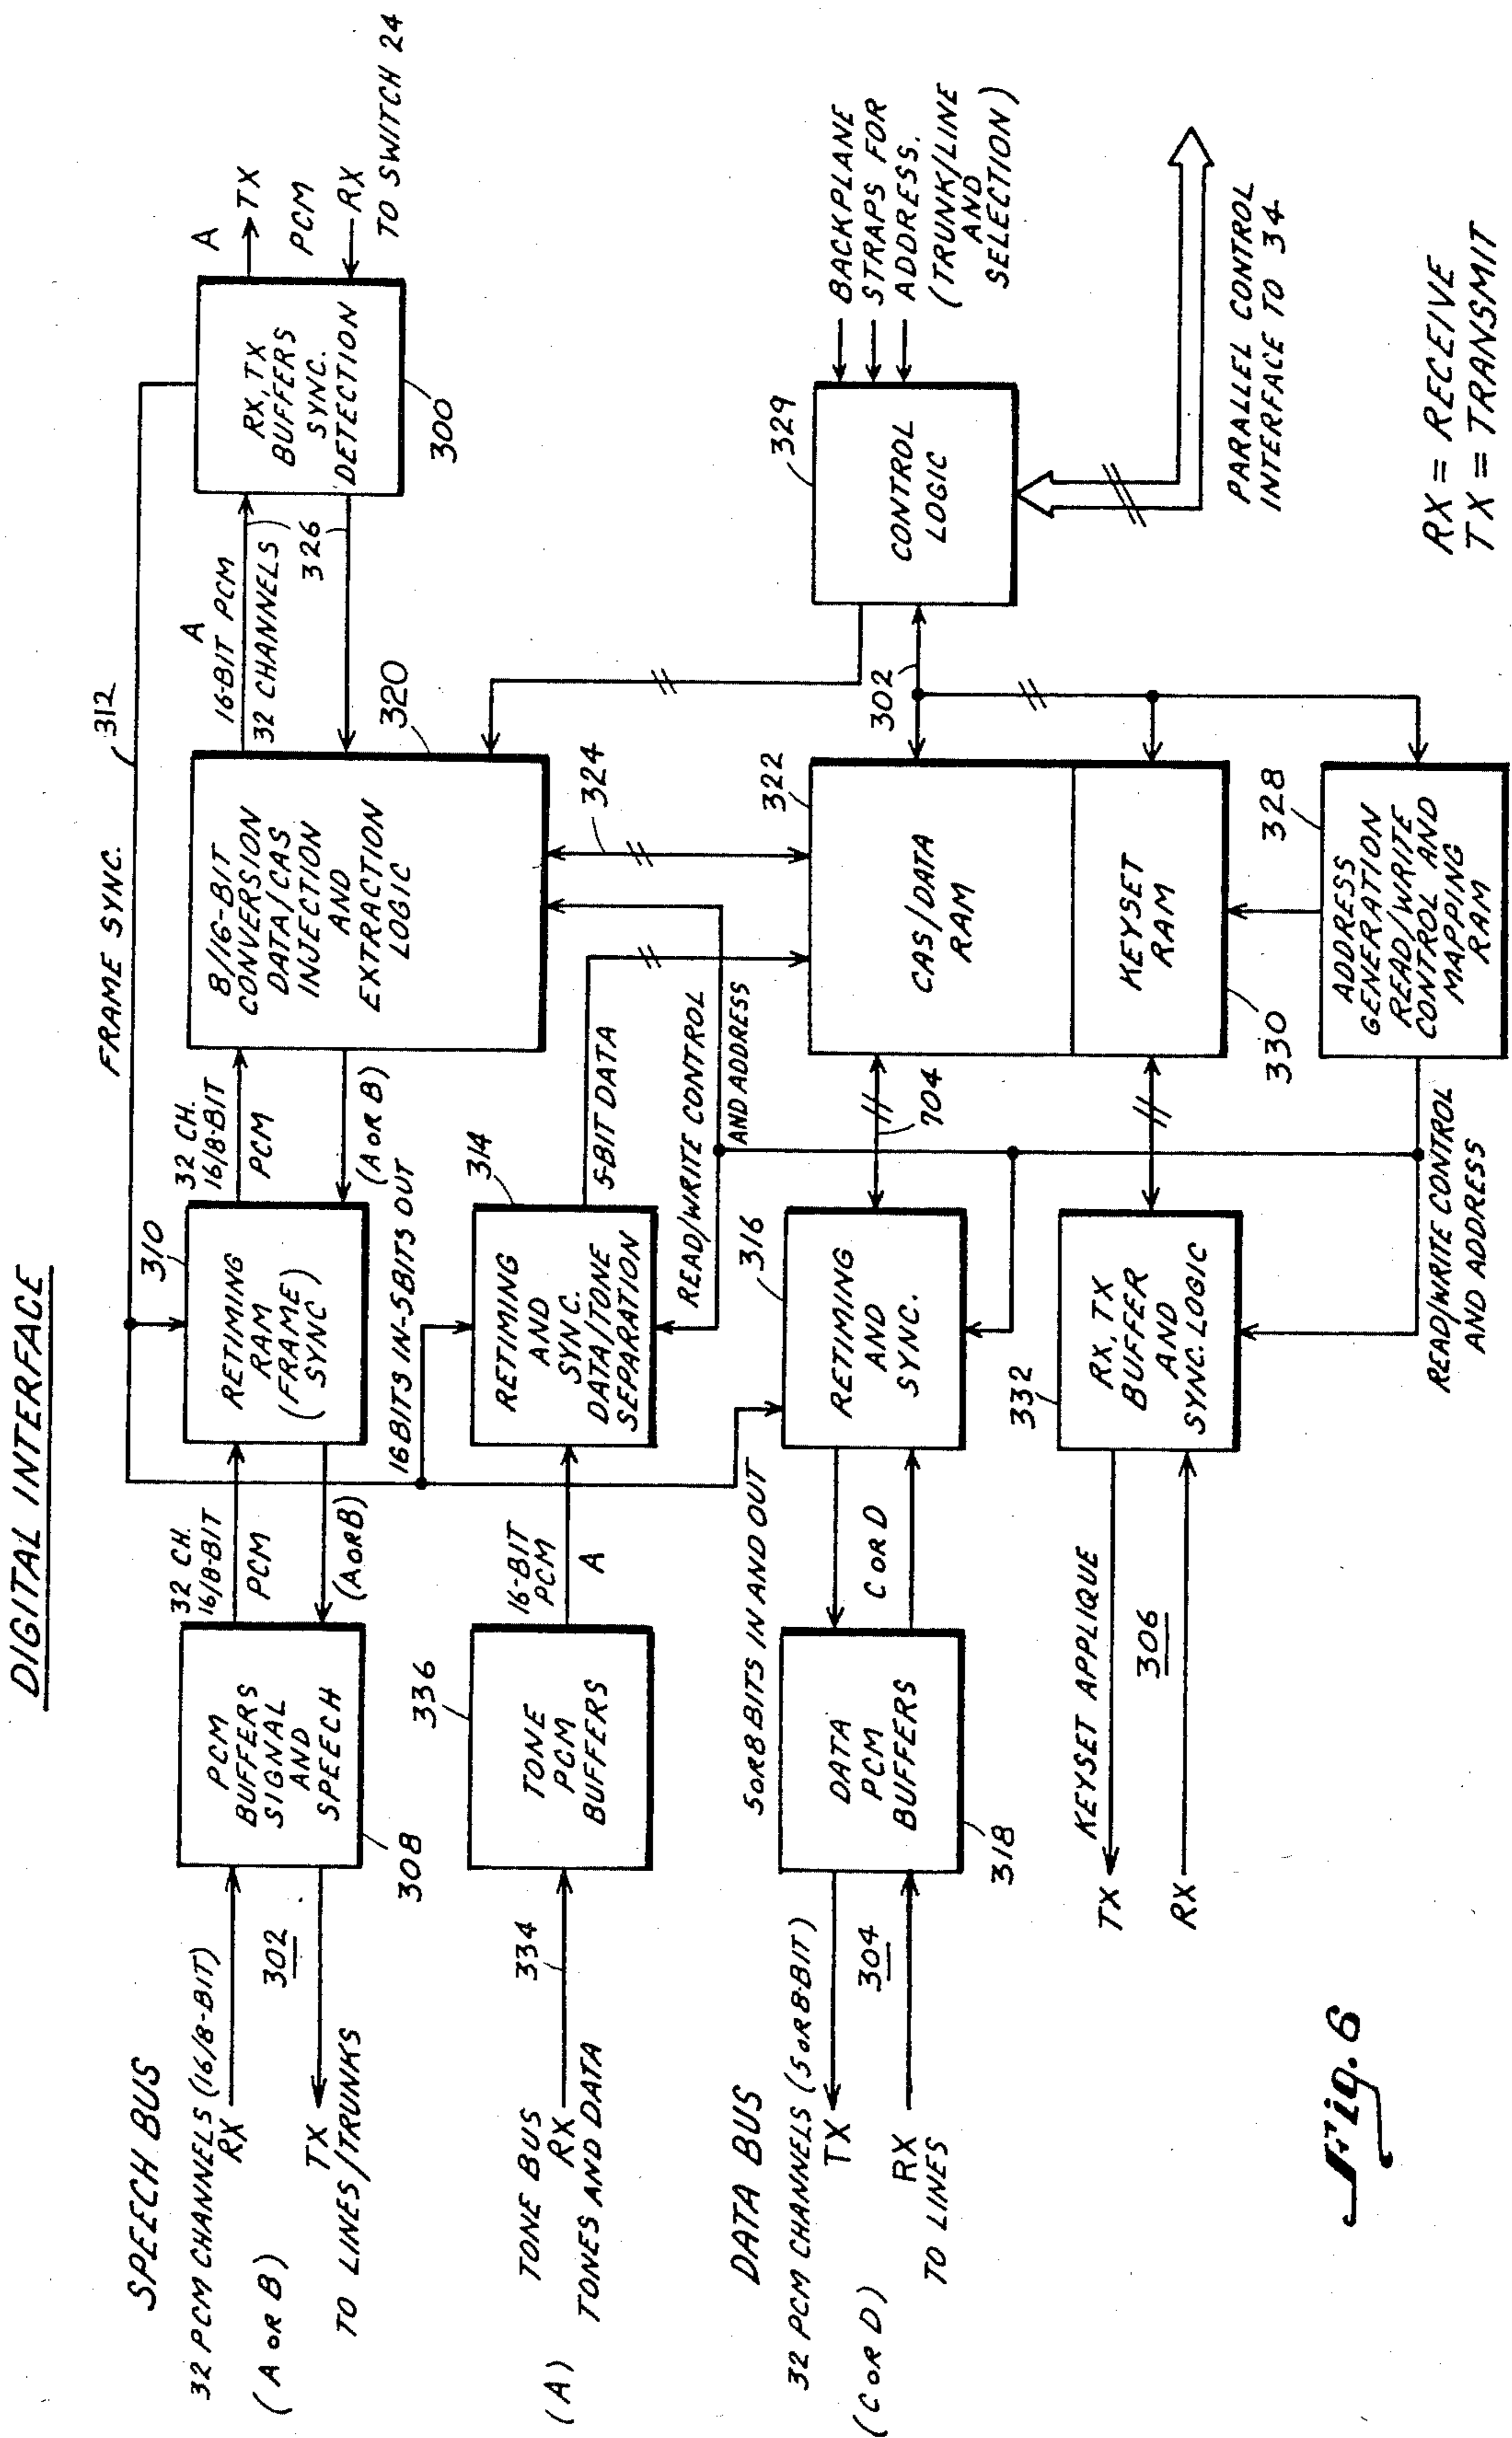 DIGITAL INTERFACE
FRAME SYNC.
312
SPEECH BUS
32 PCM CHANNELS (16/8-BIT)
RX
(A OR B)
302
TX
TO LINES/TRUNKS
PCM
BUFFERS
SIGNAL
AND
SPEECH
308
32 CH.
16/8-BIT
PCM
(A OR B)
310
RETIMING
RAM
(FRAME)
SYNC
32 CH.
16/8-BIT
PCM
(A OR B)
8/16-BIT
CONVERSION
DATA/CAS
INJECTION
AND
EXTRACTION
LOGIC
320
A
16-BIT PCM
32 CHANNELS
326
RX, TX
BUFFERS
SYNC.
DETECTION
300
A
TX
PCM
RX
TO SWITCH 24
16 BITS IN-5BITS OUT
TONE BUS
RX
(A)
TONES AND DATA
334
336
TONE
PCM
BUFFERS
16-BIT
PCM
A
314
RETIMING
AND
SYNC.
DATA/TONE
SEPARATION
5-BIT DATA
READ/WRITE CONTROL
AND ADDRESS
324
DATA BUS
32 PCM CHANNELS (5 OR 8-BIT)
TX
(C OR D)
304
RX
TO LINES
DATA
PCM
BUFFERS
318
5 OR 8 BITS IN AND OUT
C OR D
316
RETIMING
AND
SYNC.
704
322
CAS/DATA
RAM
KEYSET
RAM
330
302
329
CONTROL
LOGIC
BACKPLANE
STRAPS FOR
ADDRESS.
(TRUNK/LINE
AND
SELECTION)
PARALLEL CONTROL
INTERFACE TO 34
TX
KEYSET APPLIQUE
306
RX
332
RX, TX
BUFFER
AND
SYNC. LOGIC
READ/WRITE CONTROL
AND ADDRESS
328
ADDRESS
GENERATION
READ/WRITE
CONTROL AND
MAPPING
RAM
RX = RECEIVE
TX = TRANSMIT
Fig. 6